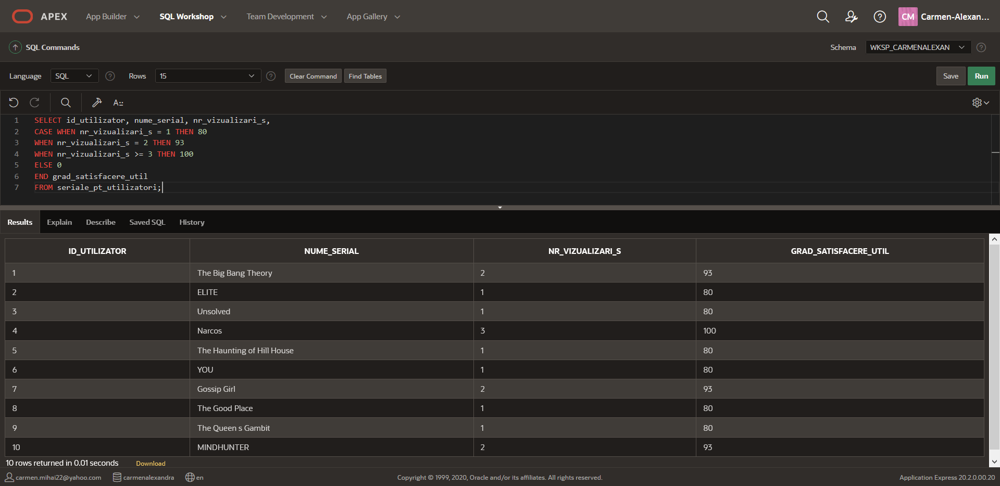 APEX App Builder SQL Workshop Team Development App Gallery CM Carmen-Alexan...
SQL Commands Schema WKSP_CARMENALEXAN
Language SQL Rows 15 Clear Command Find Tables Save Run
1 SELECT id_utilizator, nume_serial, nr_vizualizari_s,
2 CASE WHEN nr_vizualizari_s = 1 THEN 80
3 WHEN nr_vizualizari_s = 2 THEN 93
4 WHEN nr_vizualizari_s >= 3 THEN 100
5 ELSE 0
6 END grad_satisfacere_util
7 FROM seriale_pt_utilizatori;
Results Explain Describe Saved SQL History
ID_UTILIZATOR NUME_SERIAL NR_VIZUALIZARI_S GRAD_SATISFACERE_UTIL
1 The Big Bang Theory 2 93
2 ELITE 1 80
3 Unsolved 1 80
4 Narcos 3 100
5 The Haunting of Hill House 1 80
6 YOU 1 80
7 Gossip Girl 2 93
8 The Good Place 1 80
9 The Queen s Gambit 1 80
10 MINDHUNTER 2 93
10 rows returned in 0.01 seconds Download
carmen.mihai22@yahoo.com carmenalexandra en Copyright © 1999, 2020, Oracle and/or its affiliates. All rights reserved. Application Express 20.2.0.00.20